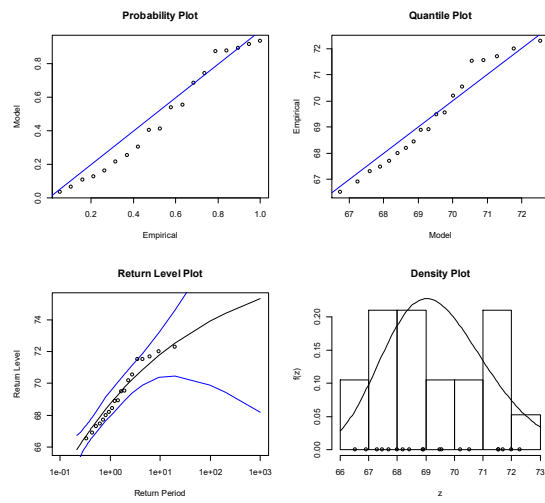 Probability Plot
Model
0.0 0.2 0.4 0.6 0.8
0.2 0.4 0.6 0.8 1.0
Empirical
Quantile Plot
Empirical
67 68 69 70 71 72
67 68 69 70 71 72
Model
Return Level Plot
Return Level
66 68 70 72 74
1e-01 1e+00 1e+01 1e+02 1e+03
Return Period
Density Plot
f(z)
0.00 0.05 0.10 0.15 0.20
66 67 68 69 70 71 72 73
z